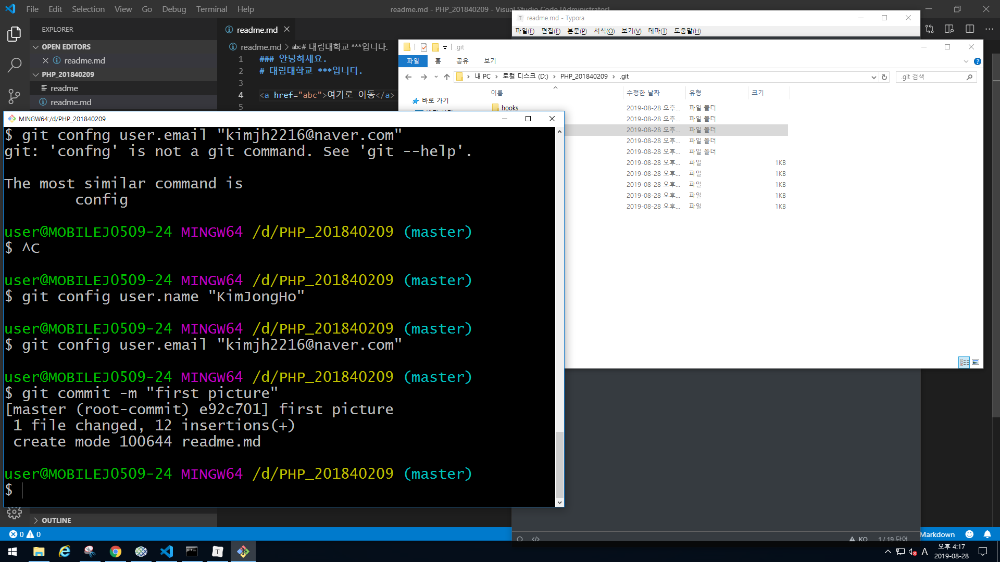 File Edit Selection View Go Debug Terminal Help
readme.md - PHP_201840209 - Visual Studio Code [Administrator]
EXPLORER
OPEN EDITORS
readme.md
PHP_201840209
readme
readme.md
OUTLINE
readme.md
readme.md > abc # 대림대학교 ***입니다.
1 ### 안녕하세요.
2 # 대림대학교 ***입니다.
3
4 <a href="abc">여기로 이동</a>
5
readme.md - Typora
파일(F) 편집(E) 본문(P) 서식(O) 보기(V) 테마(T) 도움말(H)
.git
파일 홈 공유 보기
내 PC > 로컬 디스크 (D:) > PHP_201840209 > .git
.git 검색
이름 수정한 날짜 유형 크기
바로 가기
hooks 2019-08-28 오후... 파일 폴더
2019-08-28 오후... 파일 폴더
2019-08-28 오후... 파일 폴더
2019-08-28 오후... 파일 폴더
2019-08-28 오후... 파일 폴더
2019-08-28 오후... 파일 1KB
2019-08-28 오후... 파일 1KB
2019-08-28 오후... 파일 1KB
2019-08-28 오후... 파일 1KB
2019-08-28 오후... 파일 1KB
MINGW64:/d/PHP_201840209
$ git confng user.email "kimjh2216@naver.com"
git: 'confng' is not a git command. See 'git --help'.
The most similar command is
config
user@MOBILEJ0509-24 MINGW64 /d/PHP_201840209 (master)
$ ^C
user@MOBILEJ0509-24 MINGW64 /d/PHP_201840209 (master)
$ git config user.name "KimJongHo"
user@MOBILEJ0509-24 MINGW64 /d/PHP_201840209 (master)
$ git config user.email "kimjh2216@naver.com"
user@MOBILEJ0509-24 MINGW64 /d/PHP_201840209 (master)
$ git commit -m "first picture"
[master (root-commit) e92c701] first picture
1 file changed, 12 insertions(+)
create mode 100644 readme.md
user@MOBILEJ0509-24 MINGW64 /d/PHP_201840209 (master)
$
0 0
KO 1 / 19 단어
Markdown
A
오후 4:17
2019-08-28